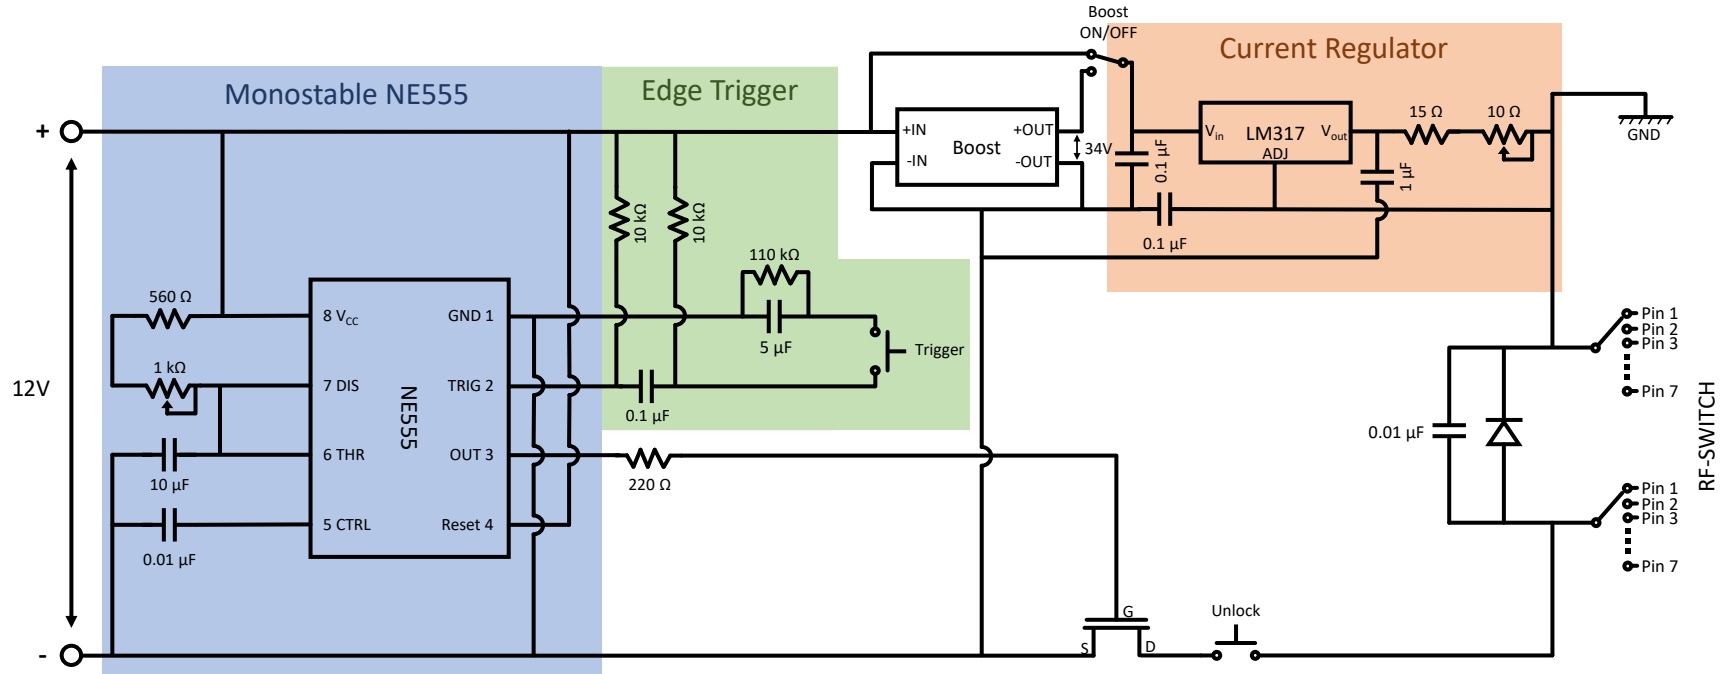 Boost
ON/OFF
Current Regulator
Monostable NE555
Edge Trigger
+
+IN
-IN
Boost
+OUT
-OUT
34V
0.1 µF
0.1 µF
Vin
LM317
Vout
ADJ
15 Ω
10 Ω
1 µF
GND
10 kΩ
10 kΩ
110 kΩ
5 µF
Trigger
0.1 µF
560 Ω
1 kΩ
10 µF
0.01 µF
8 VCC
7 DIS
6 THR
5 CTRL
NE555
GND 1
TRIG 2
OUT 3
Reset 4
220 Ω
12V
-
S
G
D
Unlock
0.01 µF
Pin 1
Pin 2
Pin 3
Pin 7
Pin 1
Pin 2
Pin 3
Pin 7
RF-SWITCH